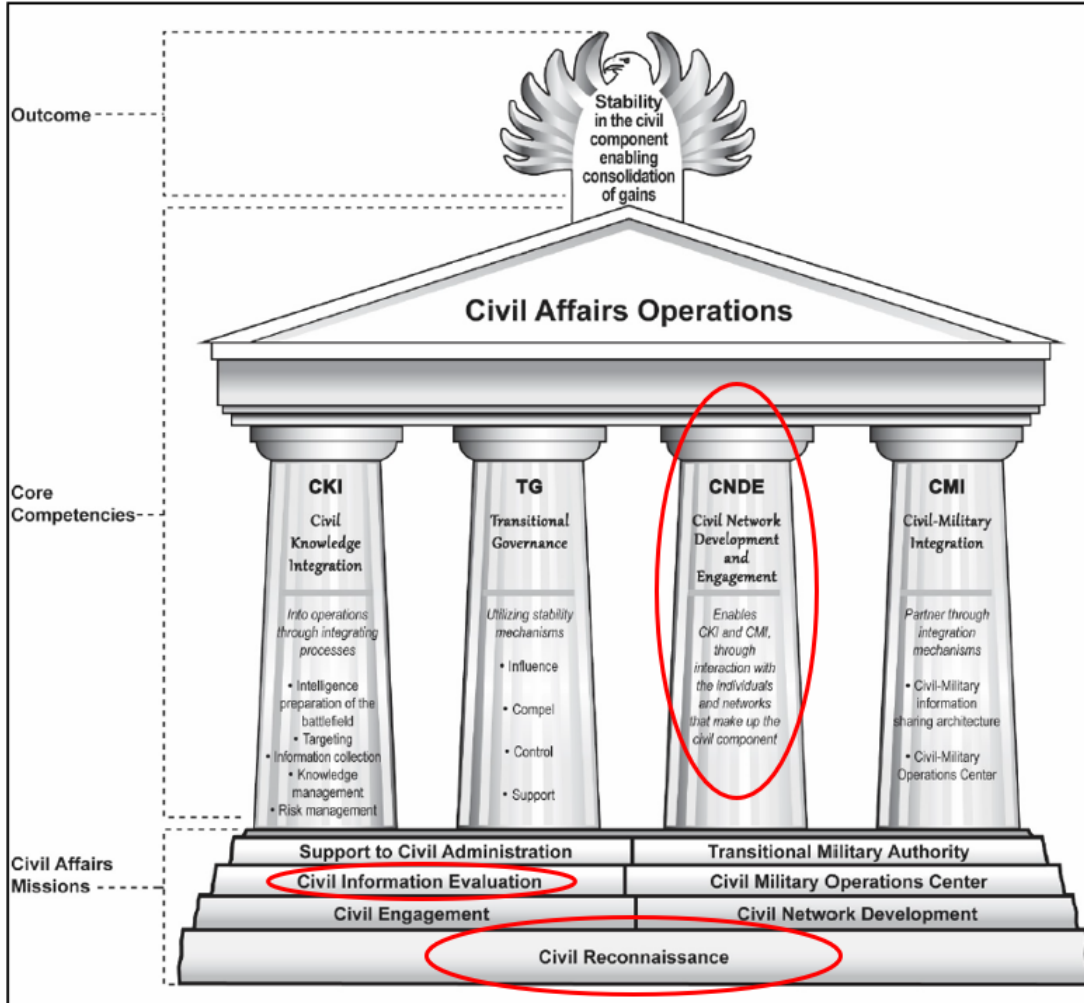 Outcome
Stability
in the civil
component
enabling
consolidation
of gains
Civil Affairs Operations
Core
Competencies
CKI
Civil
Knowledge
Integration
Into operations
through integrating
processes
• Intelligence
preparation of the
battlefield
• Targeting
• Information collection
• Knowledge
management
• Risk management
TG
Transitional
Governance
Utilizing stability
mechanisms
• Influence
• Compel
• Control
• Support
CNDE
Civil Network
Development
and
Engagement
Enables
CKI and CMI,
through
interaction with
the individuals
and networks
that make up the
civil component
CMI
Civil-Military
Integration
Partner through
integration
mechanisms
• Civil-Military
information
sharing architecture
• Civil-Military
Operations Center
Civil Affairs
Missions
Support to Civil Administration
Transitional Military Authority
Civil Information Evaluation
Civil Military Operations Center
Civil Engagement
Civil Network Development
Civil Reconnaissance